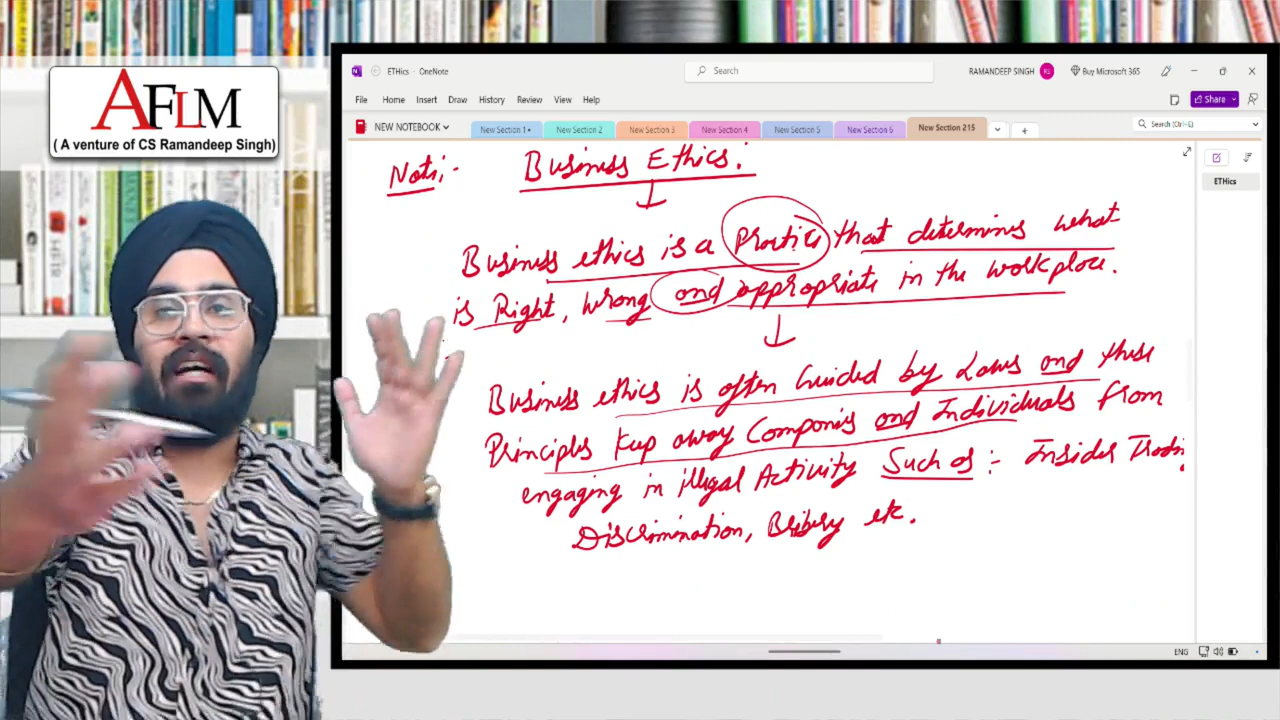 AFLM
( A venture of CS Ramandeep Singh)
ETHics - OneNote
Search
RAMANDEEP SINGH
RS
Buy Microsoft 365
File Home Insert Draw History Review View Help
Share
NEW NOTEBOOK
New Section 1
New Section 2
New Section 3
New Section 4
New Section 5
New Section 6
New Section 215
+
Search (Ctrl+E)
ETHics
Note:-
Business Ethics:
Business ethics is a Practice that determines what
is Right, wrong and appropriate in the workplace.
Business ethics is often Guided by Laws and these
Principles Keep away Companies and Individuals from
engaging in illegal Activity Such as :- Insider Tradin
Discrimination, Bribery etc.
ENG